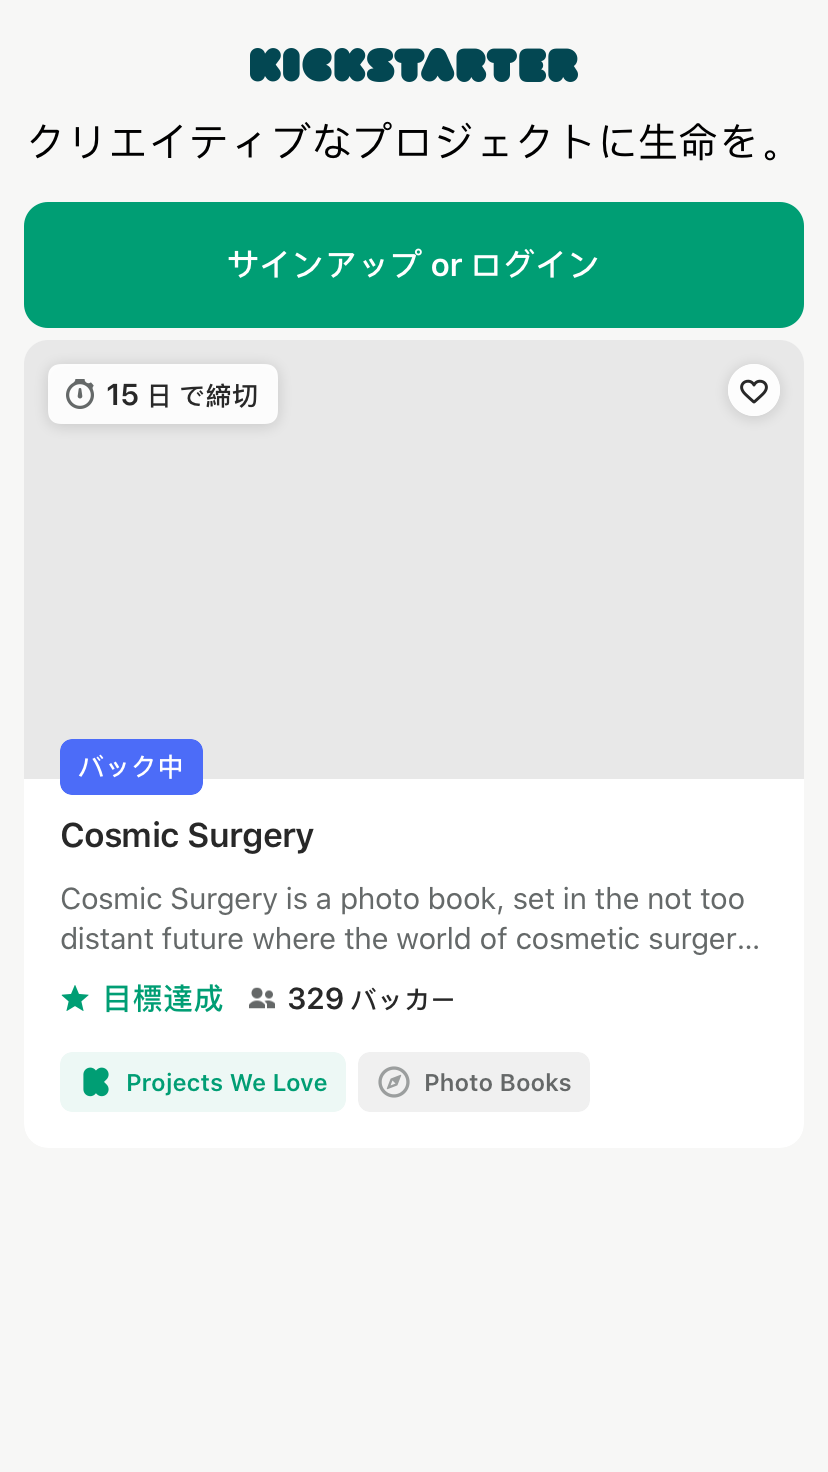 KICKSTARTER
クリエイティブなプロジェクトに生命を。
サインアップ or ログイン
15 日 で締切
バック中
Cosmic Surgery
Cosmic Surgery is a photo book, set in the not too
distant future where the world of cosmetic surger...
目標達成 329 バッカー
Projects We Love Photo Books